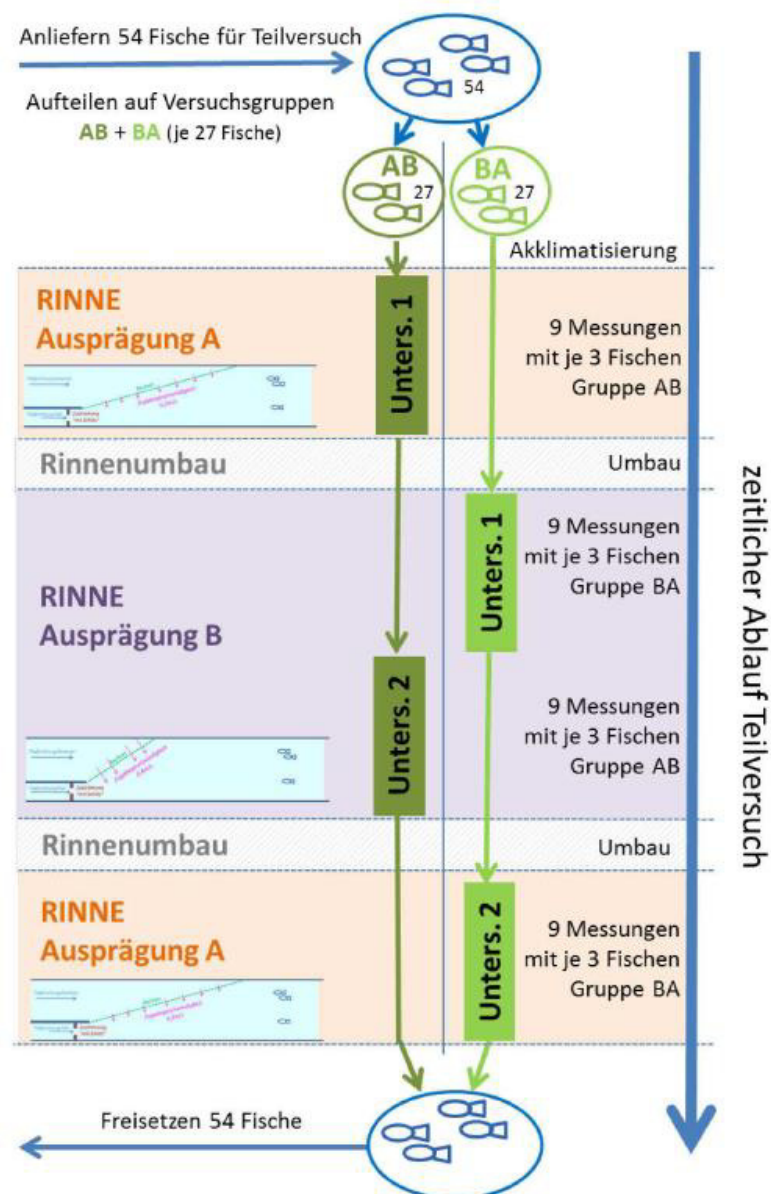 Anliefern 54 Fische für Teilversuch
54
Aufteilen auf Versuchsgruppen
AB + BA (je 27 Fische)
AB
27
BA
27
Akklimatisierung
RINNE
Ausprägung A
Unters. 1
9 Messungen
mit je 3 Fischen
Gruppe AB
Rinnenumbau
Umbau
RINNE
Ausprägung B
Unters. 1
9 Messungen
mit je 3 Fischen
Gruppe BA
Unters. 2
9 Messungen
mit je 3 Fischen
Gruppe AB
Rinnenumbau
Umbau
RINNE
Ausprägung A
Unters. 2
9 Messungen
mit je 3 Fischen
Gruppe BA
Freisetzen 54 Fische
zeitlicher Ablauf Teilversuch